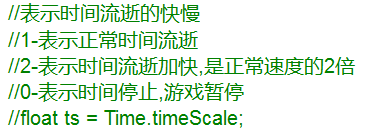 //表示时间流逝的快慢
//1-表示正常时间流逝
//2-表示时间流逝加快,是正常速度的2倍
//0-表示时间停止,游戏暂停
//float ts = Time.timeScale;